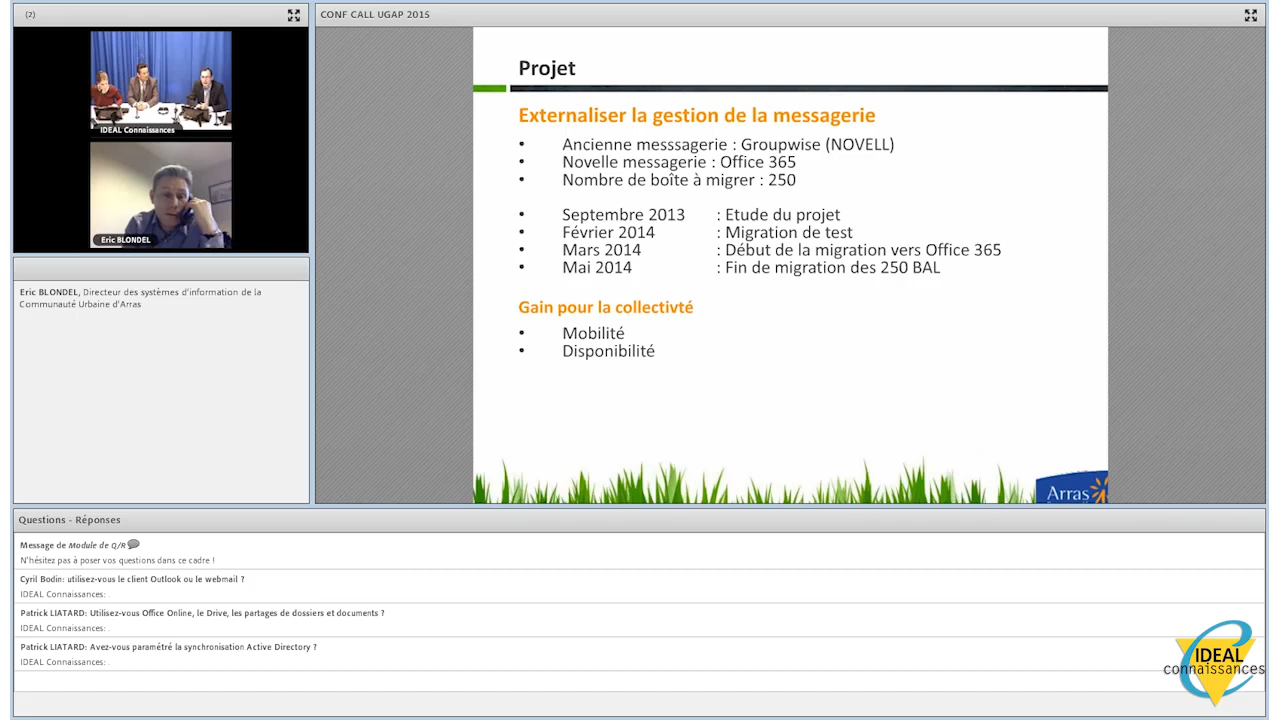 (2)
CONF CALL UGAP 2015
IDEAL Connaissances
Eric BLONDEL
Eric BLONDEL, Directeur des systèmes d'information de la
Communauté Urbaine d'Arras
Projet
Externaliser la gestion de la messagerie
• Ancienne messsagerie : Groupwise (NOVELL)
• Novelle messagerie : Office 365
• Nombre de boîte à migrer : 250
• Septembre 2013 : Etude du projet
• Février 2014 : Migration de test
• Mars 2014 : Début de la migration vers Office 365
• Mai 2014 : Fin de migration des 250 BAL
Gain pour la collectivté
• Mobilité
• Disponibilité
Arras
Questions - Réponses
Message de Module de Q/R
N'hésitez pas à poser vos questions dans ce cadre !
Cyril Bodin: utilisez-vous le client Outlook ou le webmail ?
IDEAL Connaissances: .
Patrick LIATARD: Utilisez-vous Office Online, le Drive, les partages de dossiers et documents ?
IDEAL Connaissances: .
Patrick LIATARD: Avez-vous paramétré la synchronisation Active Directory ?
IDEAL Connaissances: .
IDEAL
connaissances